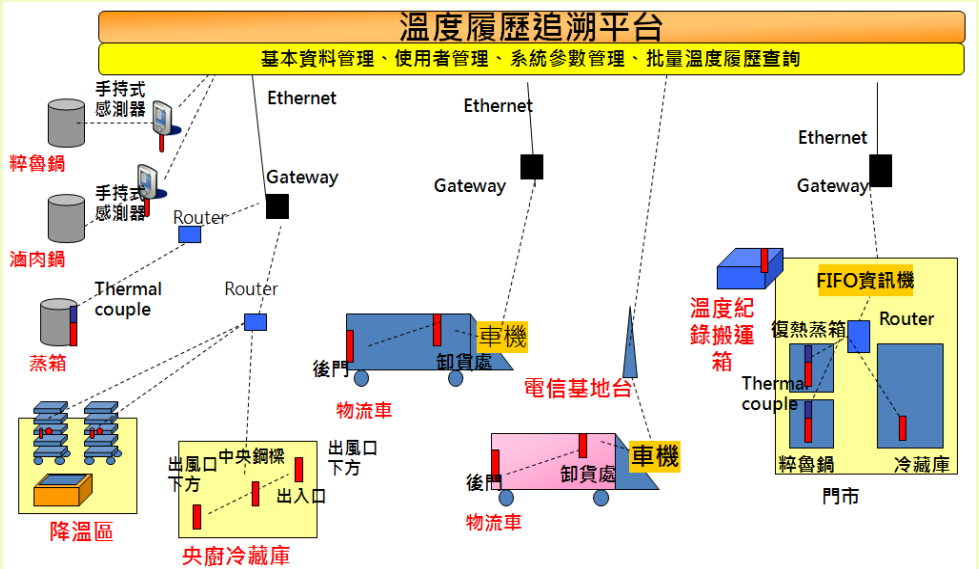 溫度履歷追溯平台
基本資料管理、使用者管理、系統參數管理、批量溫度履歷查詢
手持式
感測器
粹魯鍋
手持式
感測器
滷肉鍋
Ethernet
Gateway
Router
Thermal
couple
蒸箱
Router
降溫區
出風口
下方
中央鋼樑
出入口
出風口
下方
央廚冷藏庫
Ethernet
Gateway
車機
後門
卸貨處
物流車
電信基地台
車機
後門
卸貨處
物流車
Ethernet
Gateway
溫度紀
錄搬運
箱
FIFO資訊機
Router
復熱蒸箱
Thermal
couple
粹魯鍋
冷藏庫
門市